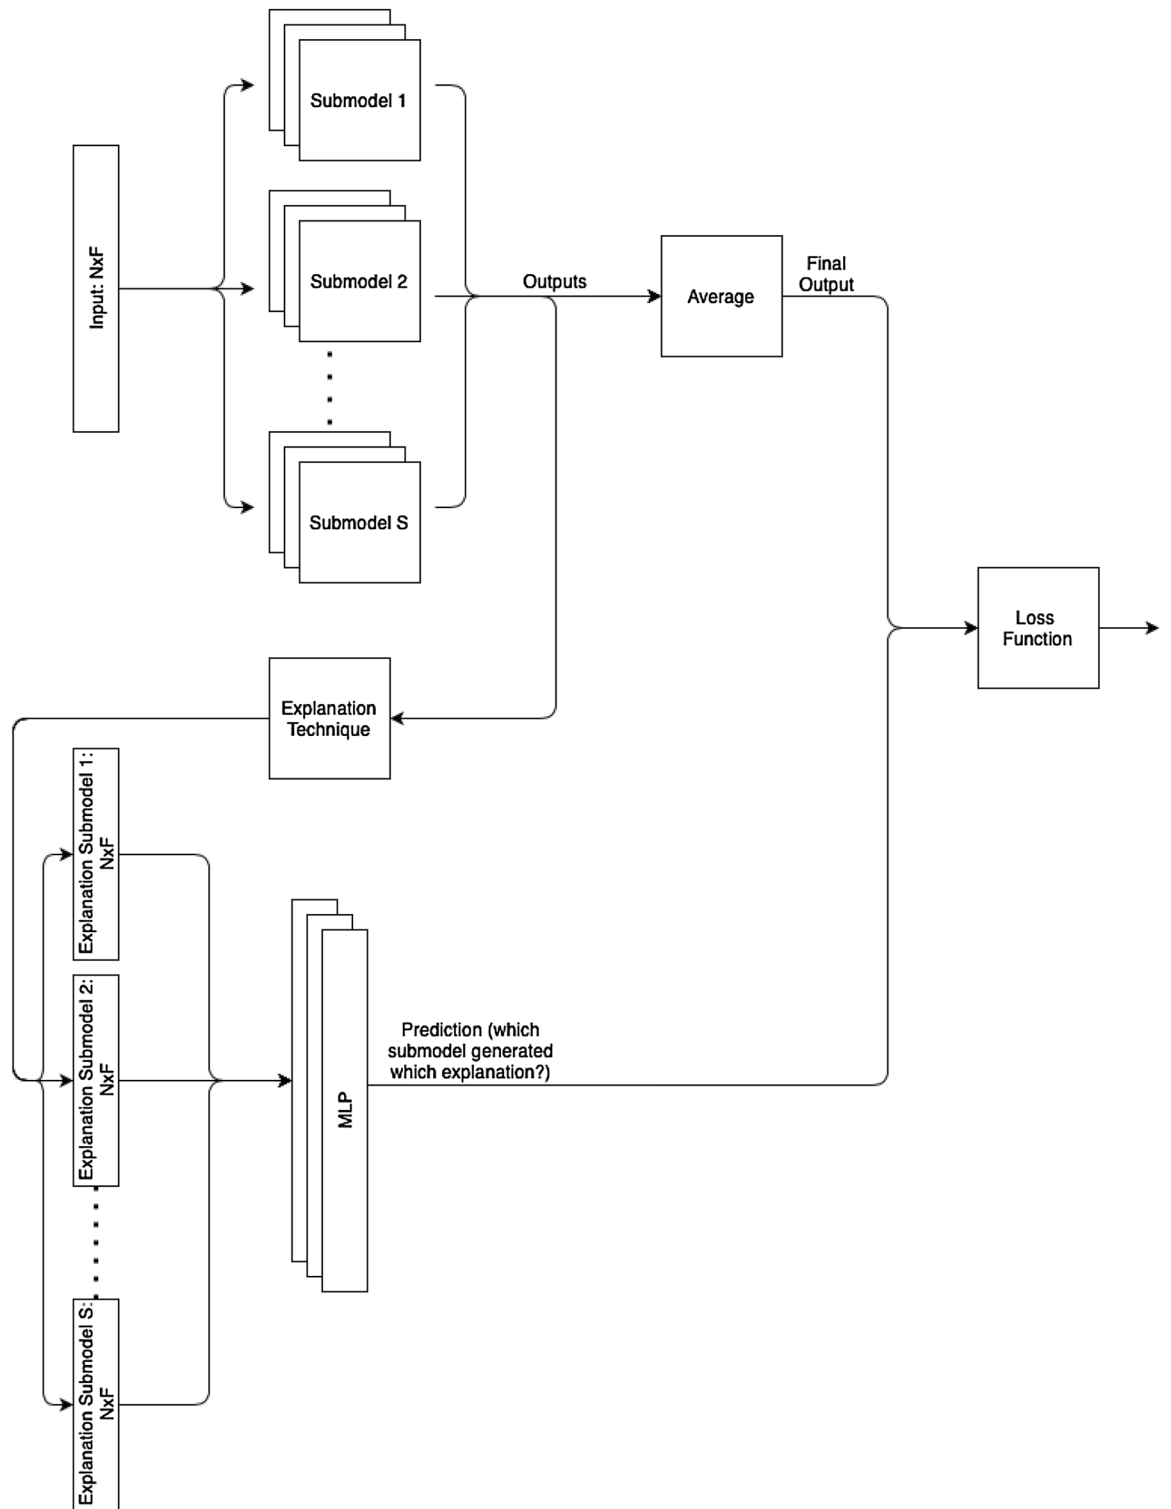 Submodel 1
Input: NxF
Submodel 2
Outputs
Average
Final
Output
Submodel S
Loss
Function
Explanation
Technique
Explanation Submodel 1:
NxF
Explanation Submodel 2:
NxF
Prediction (which
submodel generated
which explanation?)
MLP
Explanation Submodel S:
NxF